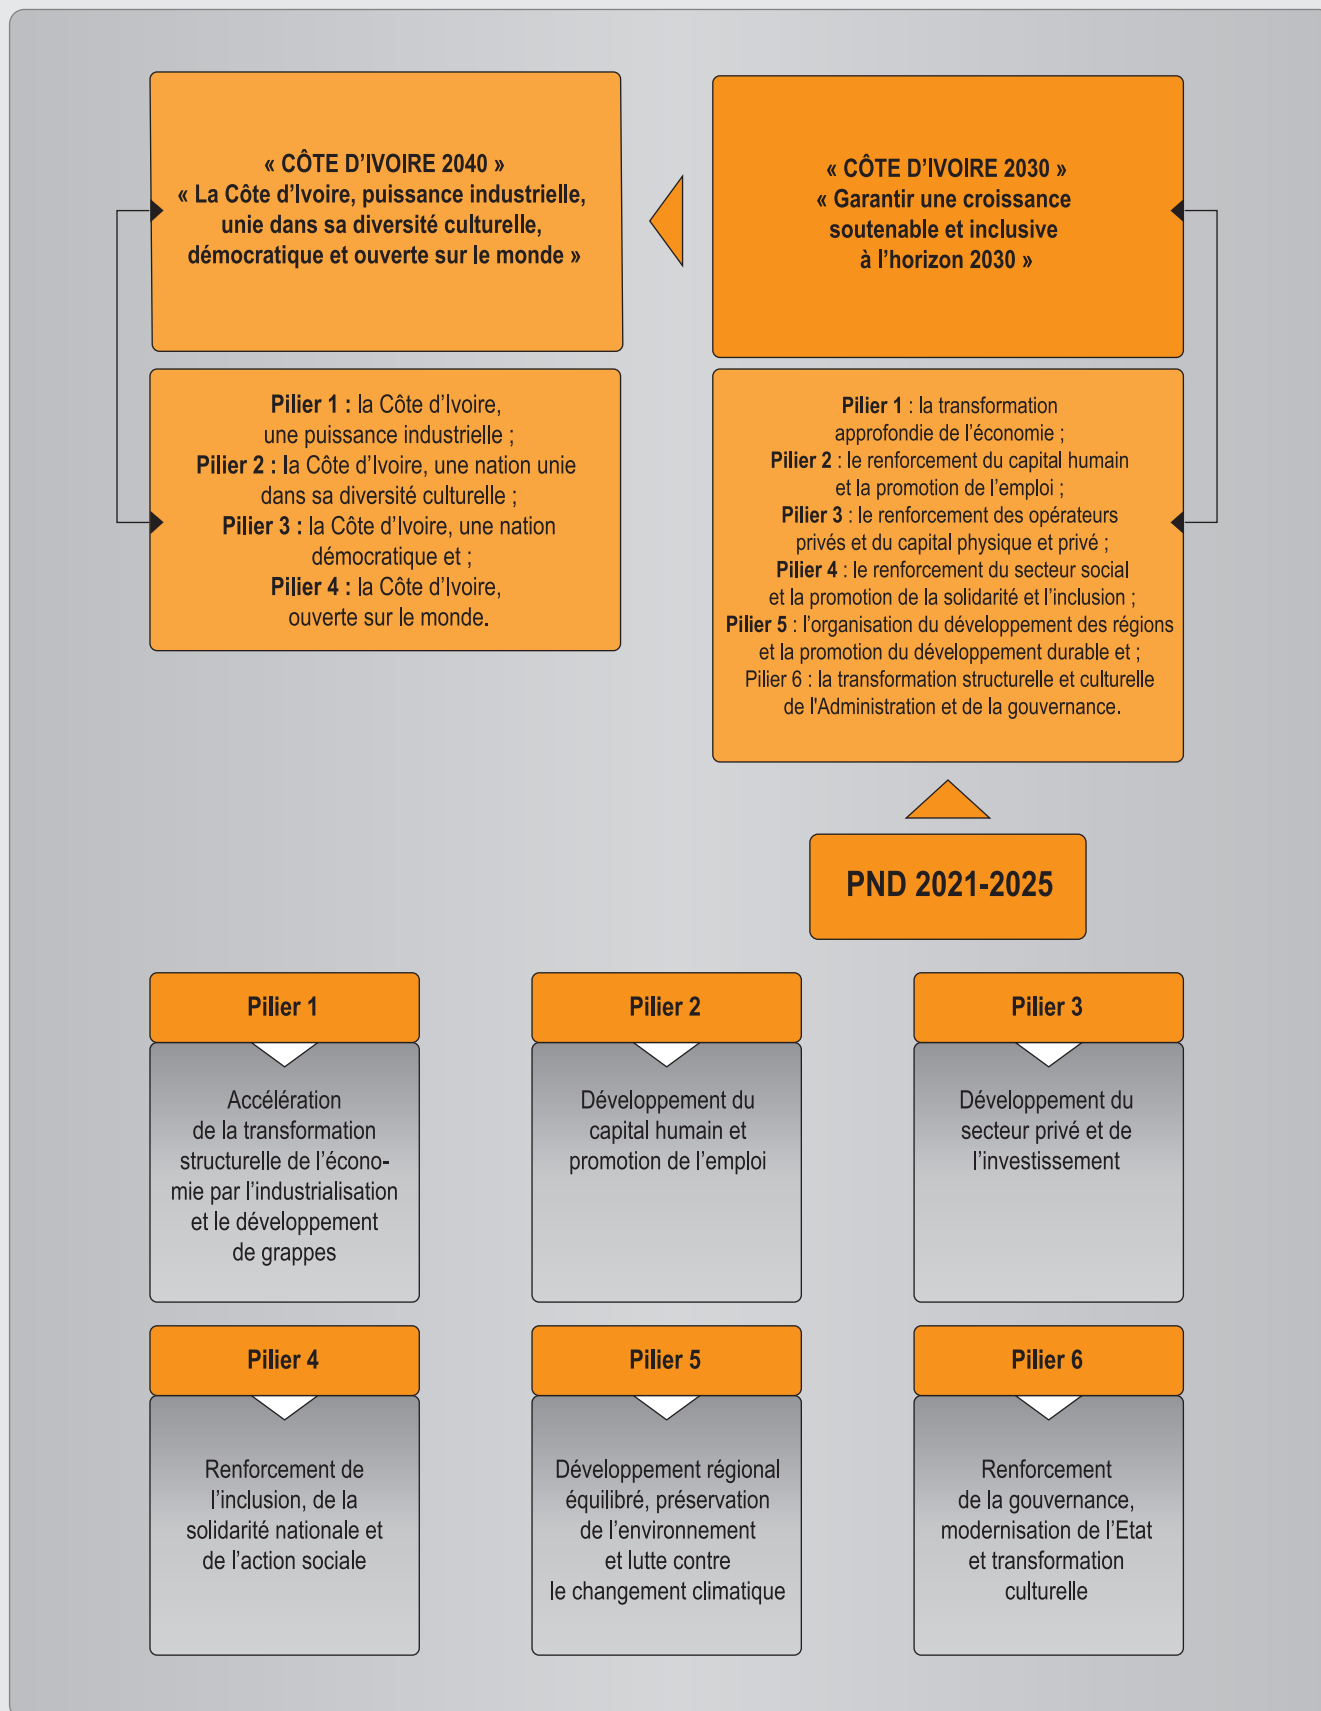 « CÔTE D’IVOIRE 2040 »
« La Côte d’Ivoire, puissance industrielle,
unie dans sa diversité culturelle,
démocratique et ouverte sur le monde »
Pilier 1 : la Côte d’Ivoire,
une puissance industrielle ;
Pilier 2 : la Côte d’Ivoire, une nation unie
dans sa diversité culturelle ;
Pilier 3 : la Côte d’Ivoire, une nation
démocratique et ;
Pilier 4 : la Côte d’Ivoire,
ouverte sur le monde.
« CÔTE D’IVOIRE 2030 »
« Garantir une croissance
soutenable et inclusive
à l’horizon 2030 »
Pilier 1 : la transformation
approfondie de l’économie ;
Pilier 2 : le renforcement du capital humain
et la promotion de l’emploi ;
Pilier 3 : le renforcement des opérateurs
privés et du capital physique et privé ;
Pilier 4 : le renforcement du secteur social
et la promotion de la solidarité et l’inclusion ;
Pilier 5 : l’organisation du développement des régions
et la promotion du développement durable et ;
Pilier 6 : la transformation structurelle et culturelle
de l'Administration et de la gouvernance.
PND 2021-2025
Pilier 1
Accélération
de la transformation
structurelle de l’écono-
mie par l’industrialisation
et le développement
de grappes
Pilier 2
Développement du
capital humain et
promotion de l’emploi
Pilier 3
Développement du
secteur privé et de
l’investissement
Pilier 4
Renforcement de
l’inclusion, de la
solidarité nationale et
de l’action sociale
Pilier 5
Développement régional
équilibré, préservation
de l’environnement
et lutte contre
le changement climatique
Pilier 6
Renforcement
de la gouvernance,
modernisation de l’Etat
et transformation
culturelle